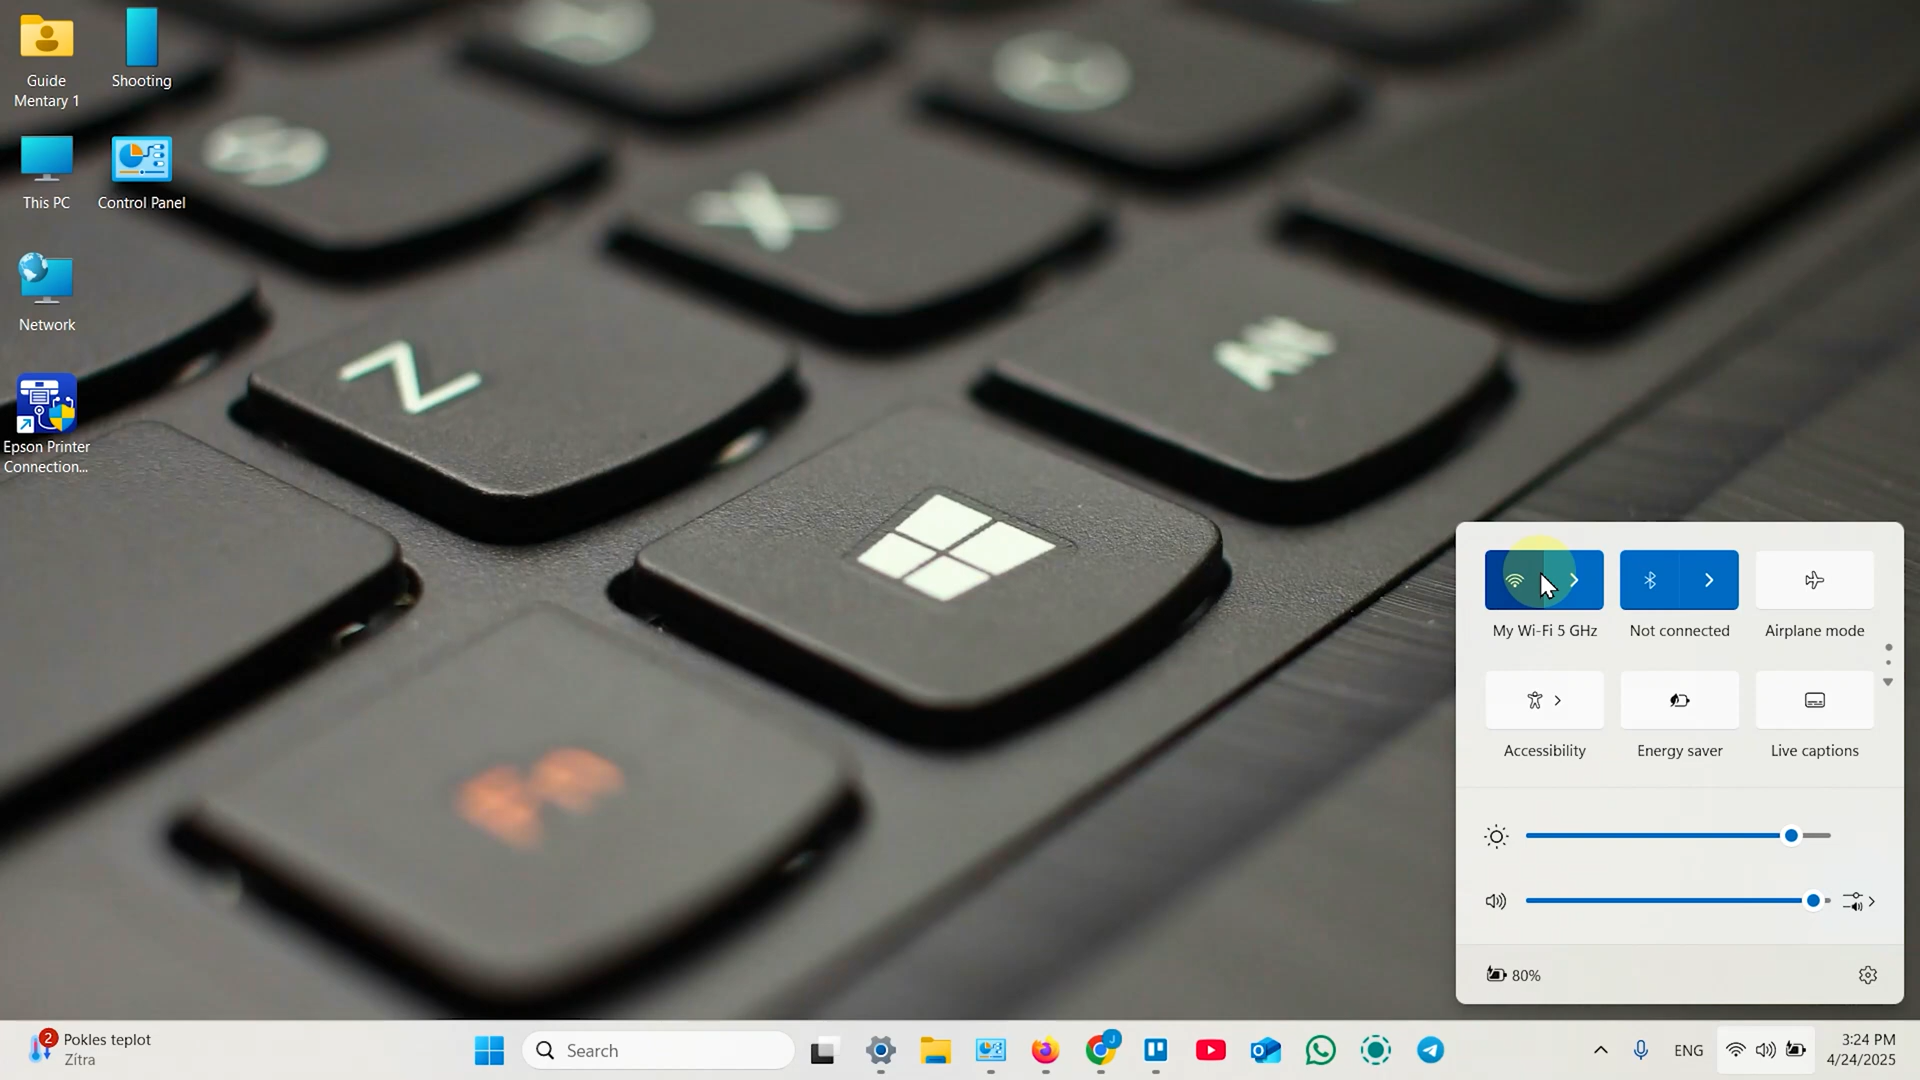 Guide
Mentary 1
Shooting
This PC
Control Panel
Network
Epson Printer
Connection...
Z
X
Alt
My Wi-Fi 5 GHz
Not connected
Airplane mode
Accessibility
Energy saver
Live captions
80%
2
Pokles teplot
Zítra
Search
J
ENG
3:24 PM
4/24/2025